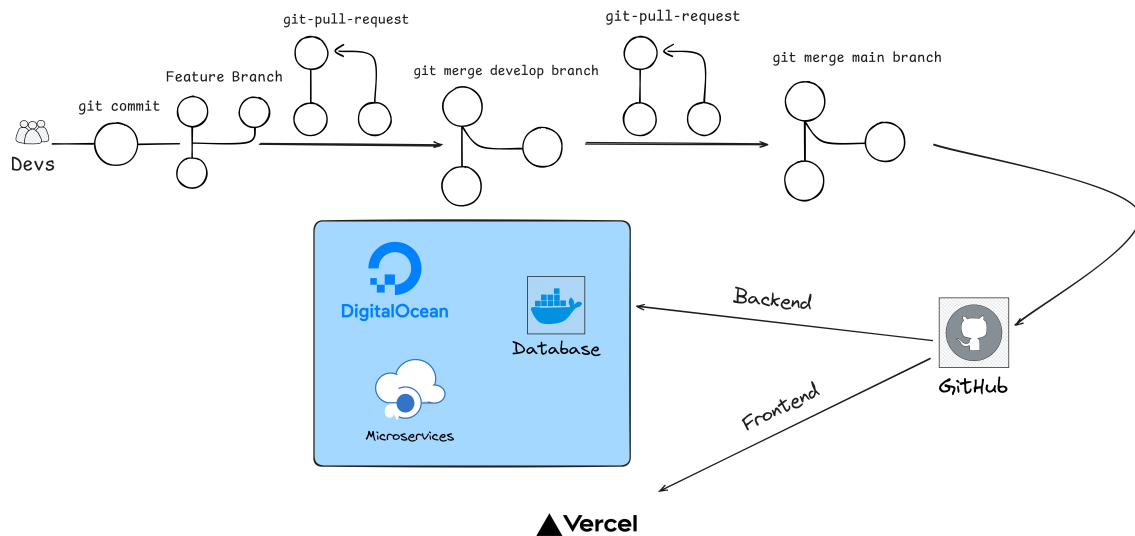 git-pull-request
git-pull-request
git merge develop branch
git merge main branch
Feature Branch
git commit
Devs
DigitalOcean
Database
Microservices
Backend
Frontend
GitHub
Vercel